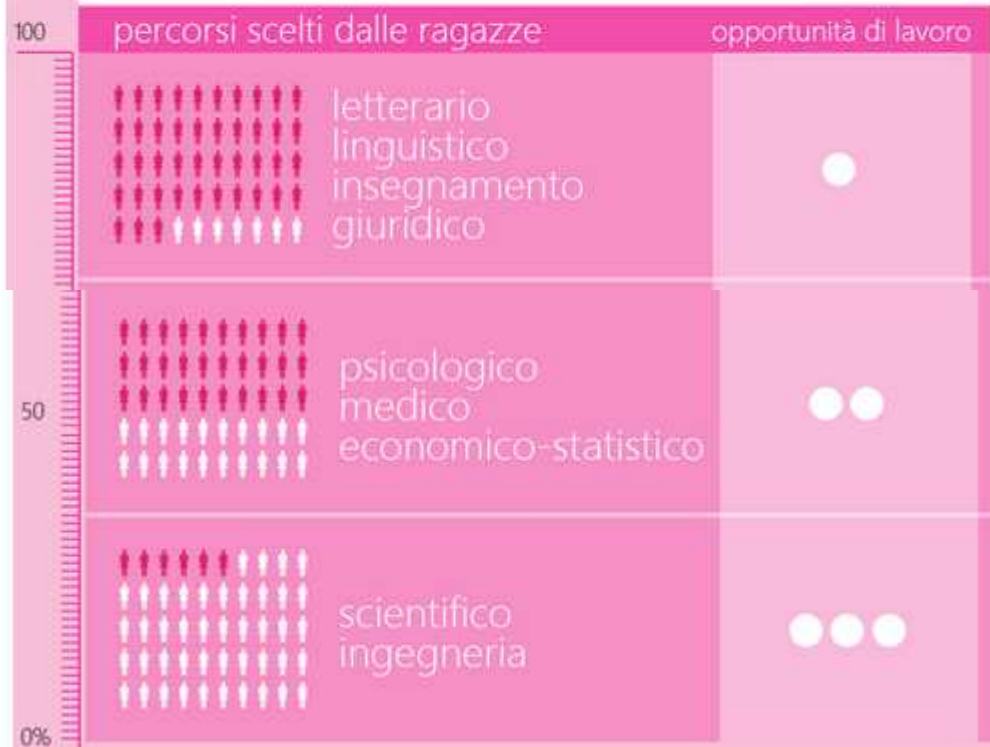 100
percorsi scelti dalle ragazze
opportunità di lavoro
letterario
linguistico
insegnamento
giuridico
50
psicologico
medico
economico-statistico
scientifico
ingegneria
0%